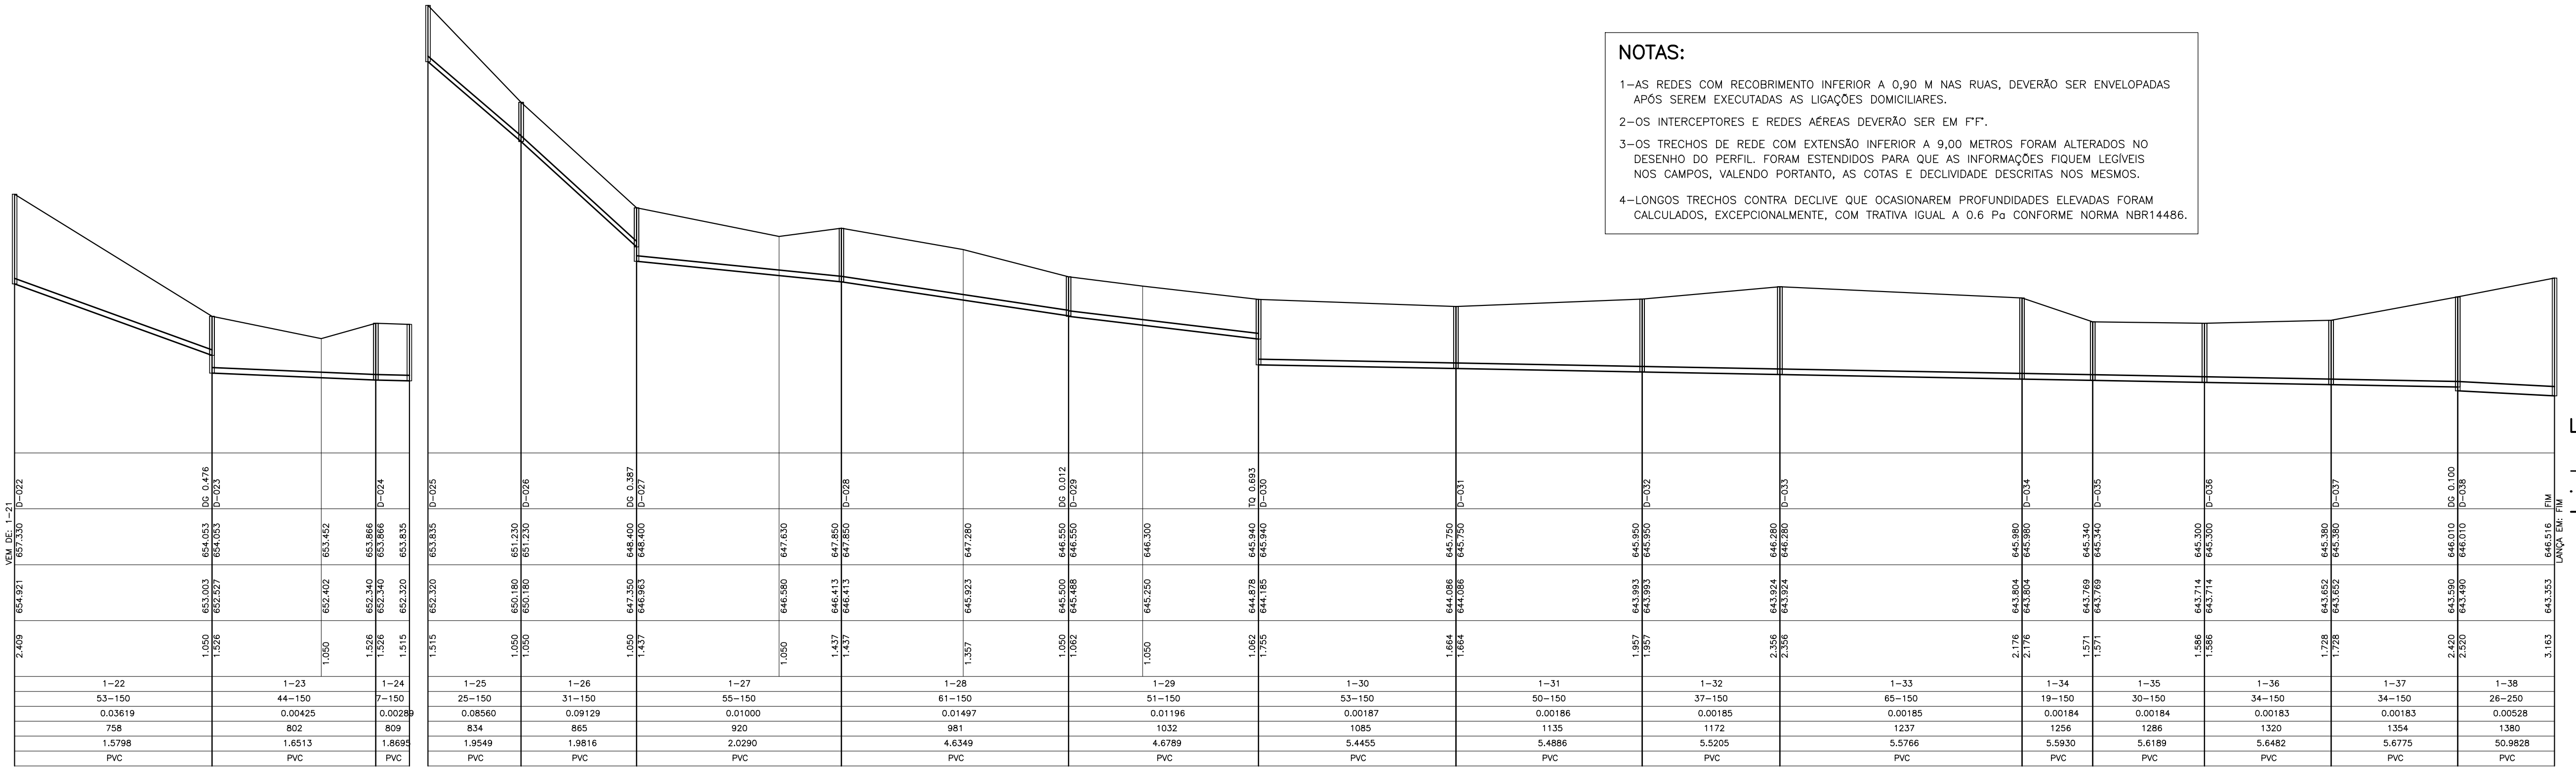 NOTAS:
1-AS REDES COM RECOBRIMENTO INFERIOR A 0,90 M NAS RUAS, DEVERÃO SER ENVELOPADAS
APÓS SEREM EXECUTADAS AS LIGAÇÕES DOMICILIARES.
2-OS INTERCEPTORES E REDES AÉREAS DEVERÃO SER EM F°F°.
3-OS TRECHOS DE REDE COM EXTENSÃO INFERIOR A 9,00 METROS FORAM ALTERADOS NO
DESENHO DO PERFIL. FORAM ESTENDIDOS PARA QUE AS INFORMAÇÕES FIQUEM LEGÍVEIS
NOS CAMPOS, VALENDO PORTANTO, AS COTAS E DECLIVIDADE DESCRITAS NOS MESMOS.
4-LONGOS TRECHOS CONTRA DECLIVE QUE OCASIONAREM PROFUNDIDADES ELEVADAS FORAM
CALCULADOS, EXCEPCIONALMENTE, COM TRATIVA IGUAL A 0.6 Pa CONFORME NORMA NBR14486.
VEM DE: 1-21
D-022 DG 0.476 D-023 D-024 D-025 D-026 DG 0.387 D-027 D-028 DG 0.012 D-029 TQ 0.693 D-030 D-031 D-032 D-033 D-034 D-035 D-036 D-037 DG 0.100 D-038 FIM
657.330 654.053 654.053 653.452 653.866 653.866 653.835 653.835 651.230 651.230 648.400 648.400 647.630 647.850 647.850 647.280 646.550 646.550 646.300 645.940 645.940 645.750 645.750 645.950 645.950 646.280 646.280 645.980 645.980 645.340 645.340 645.300 645.300 645.380 645.380 646.010 646.010 646.516
654.921 653.003 652.527 652.402 652.340 652.340 652.320 652.320 650.180 650.180 647.350 646.963 646.580 646.413 646.413 645.923 645.500 645.488 645.250 644.878 644.185 644.086 644.086 643.993 643.993 643.924 643.924 643.804 643.804 643.769 643.769 643.714 643.714 643.652 643.652 643.590 643.490 643.353
2.409 1.050 1.526 1.050 1.526 1.526 1.515 1.515 1.050 1.050 1.050 1.437 1.050 1.437 1.437 1.357 1.050 1.062 1.050 1.062 1.755 1.664 1.664 1.957 1.957 2.356 2.356 2.176 2.176 1.571 1.571 1.586 1.586 1.728 1.728 2.420 2.520 3.163
LANÇA EM: FIM
1-22 1-23 1-24 1-25 1-26 1-27 1-28 1-29 1-30 1-31 1-32 1-33 1-34 1-35 1-36 1-37 1-38
53-150 44-150 7-150 25-150 31-150 55-150 61-150 51-150 53-150 50-150 37-150 65-150 19-150 30-150 34-150 34-150 26-250
0.03619 0.00425 0.00289 0.08560 0.09129 0.01000 0.01497 0.01196 0.00187 0.00186 0.00185 0.00185 0.00184 0.00184 0.00183 0.00183 0.00528
758 802 809 834 865 920 981 1032 1085 1135 1172 1237 1256 1286 1320 1354 1380
1.5798 1.6513 1.8695 1.9549 1.9816 2.0290 4.6349 4.6789 5.4455 5.4886 5.5205 5.5766 5.5930 5.6189 5.6482 5.6775 50.9828
PVC PVC PVC PVC PVC PVC PVC PVC PVC PVC PVC PVC PVC PVC PVC PVC PVC